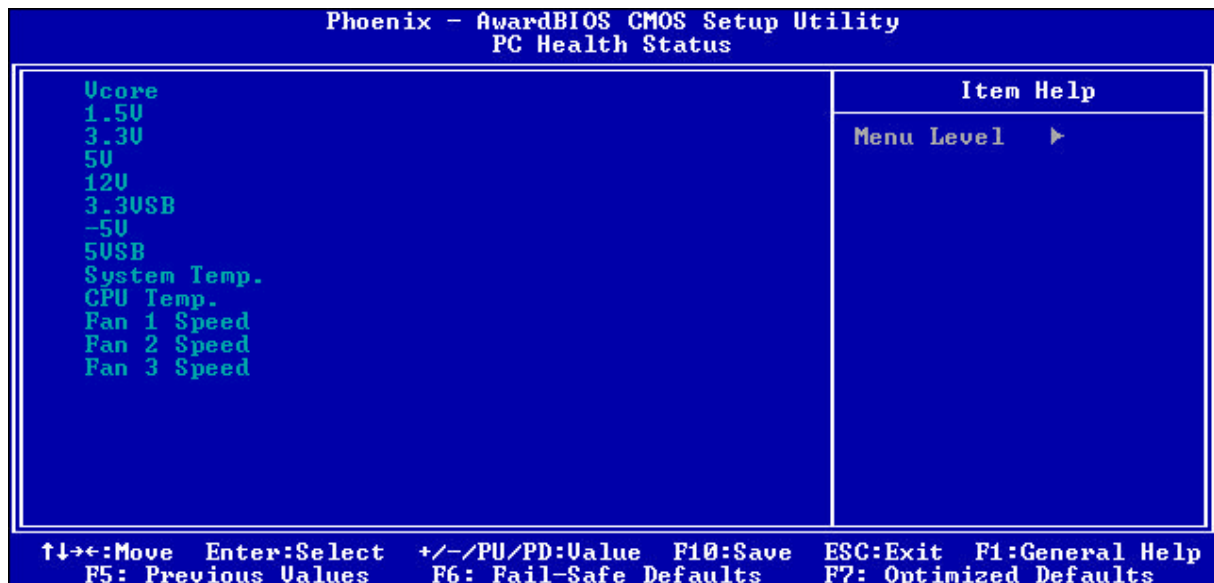 Phoenix - AwardBIOS CMOS Setup Utility
PC Health Status
Vcore
1.5V
3.3V
5V
12V
3.3VSB
-5V
5VSB
System Temp.
CPU Temp.
Fan 1 Speed
Fan 2 Speed
Fan 3 Speed
Item Help
Menu Level ▶
↑↓→←:Move Enter:Select +/-/PU/PD:Value F10:Save ESC:Exit F1:General Help
F5: Previous Values F6: Fail-Safe Defaults F7: Optimized Defaults